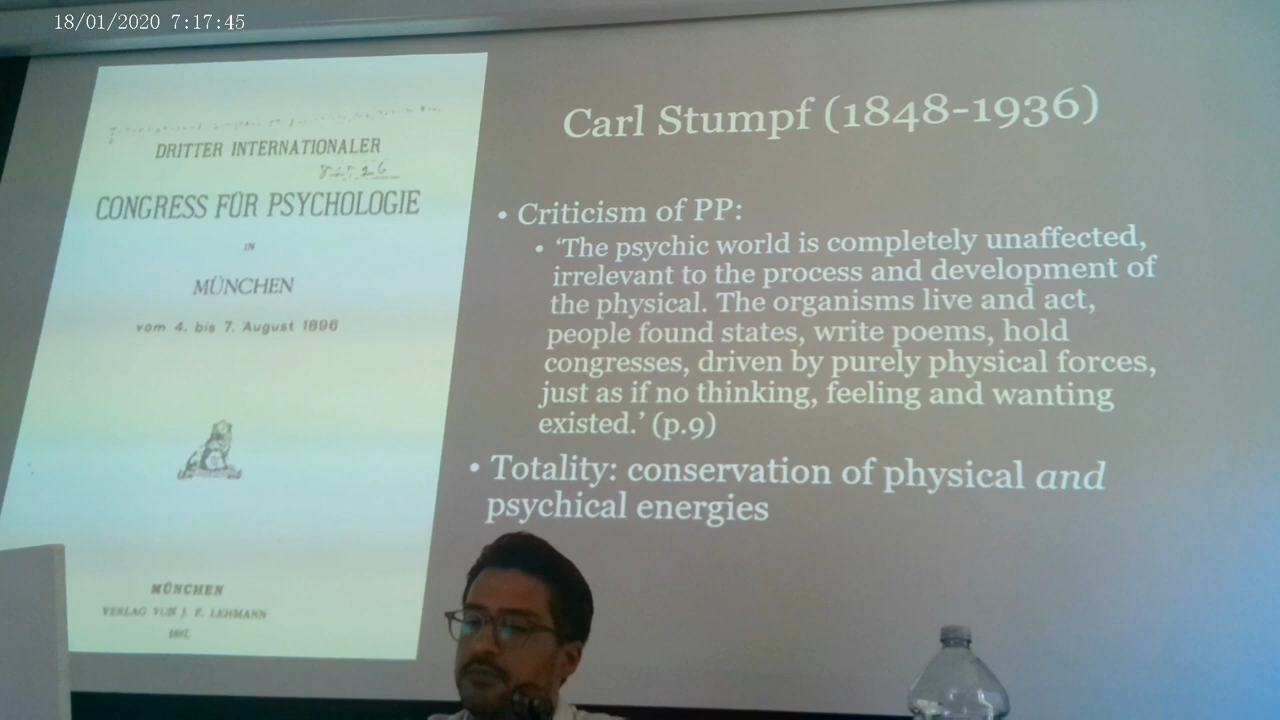 18/01/2020 7:17:45
DRITTER INTERNATIONALER
CONGRESS FÜR PSYCHOLOGIE
IN
MÜNCHEN
vom 4. bis 7. August 1896
MÜNCHEN
VERLAG VON J. F. LEHMANN
1897.
Carl Stumpf (1848-1936)
• Criticism of PP:
• ‘The psychic world is completely unaffected,
irrelevant to the process and development of
the physical. The organisms live and act,
people found states, write poems, hold
congresses, driven by purely physical forces,
just as if no thinking, feeling and wanting
existed.’ (p.9)
• Totality: conservation of physical and
psychical energies